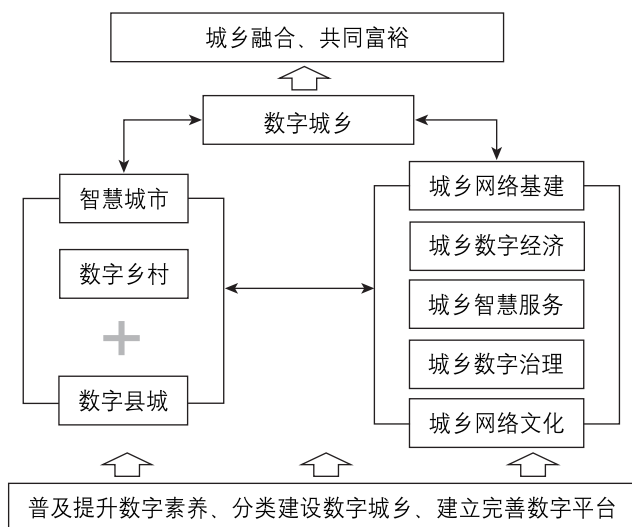 城乡融合、共同富裕
数字城乡
智慧城市
数字乡村
数字县城
城乡网络基建
城乡数字经济
城乡智慧服务
城乡数字治理
城乡网络文化
普及提升数字素养、分类建设数字城乡、建立完善数字平台